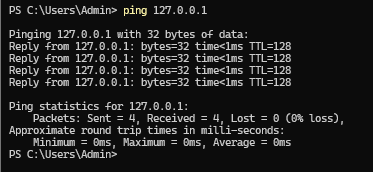 PS C:\Users\Admin> ping 127.0.0.1
Pinging 127.0.0.1 with 32 bytes of data:
Reply from 127.0.0.1: bytes=32 time<1ms TTL=128
Reply from 127.0.0.1: bytes=32 time<1ms TTL=128
Reply from 127.0.0.1: bytes=32 time<1ms TTL=128
Reply from 127.0.0.1: bytes=32 time<1ms TTL=128
Ping statistics for 127.0.0.1:
    Packets: Sent = 4, Received = 4, Lost = 0 (0% loss),
Approximate round trip times in milli-seconds:
    Minimum = 0ms, Maximum = 0ms, Average = 0ms
PS C:\Users\Admin>